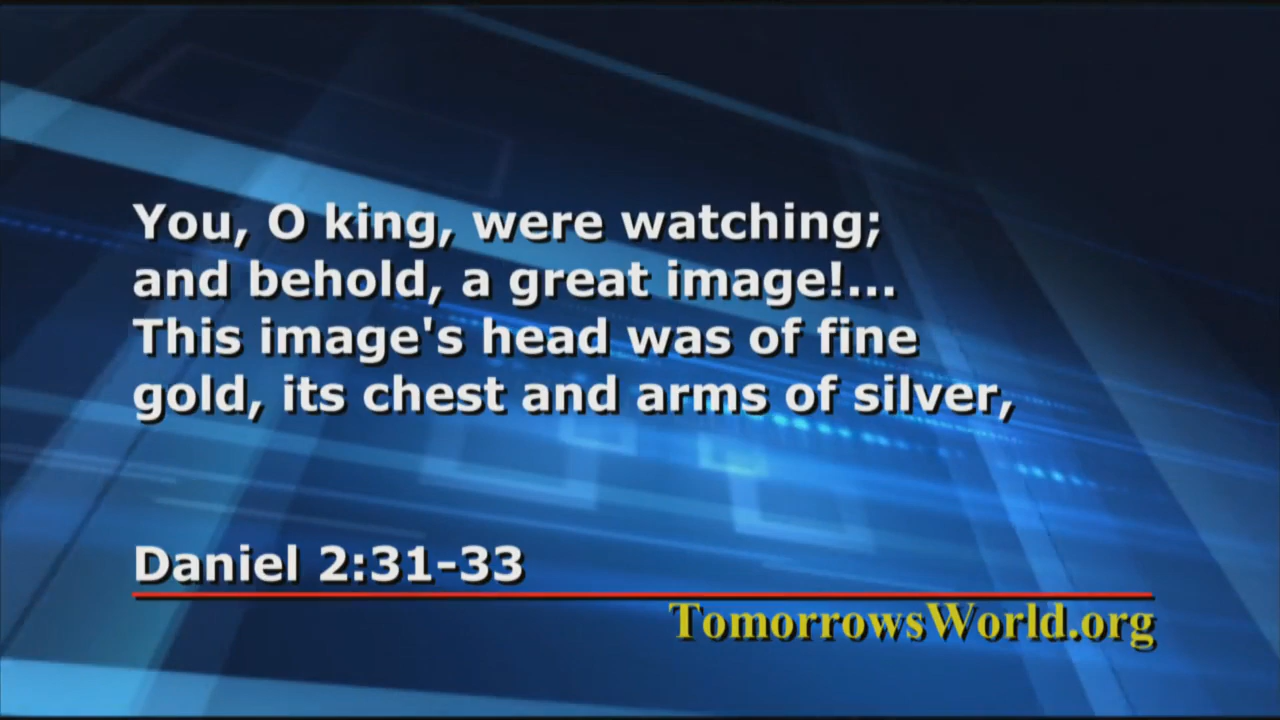 You, O king, were watching;
and behold, a great image!...
This image's head was of fine
gold, its chest and arms of silver,
Daniel 2:31-33
TomorrowsWorld.org